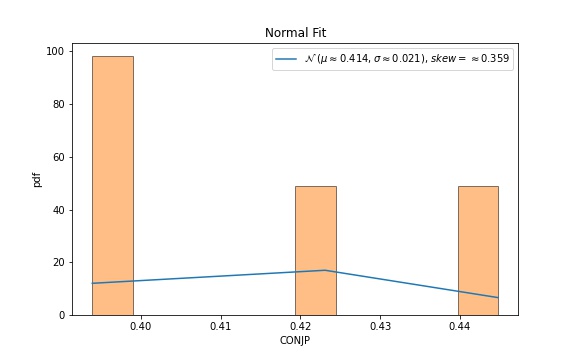 Normal Fit
𝒩(μ ≈ 0.414, σ ≈ 0.021), skew = ≈ 0.359
100
80
60
40
20
0
pdf
0.40 0.41 0.42 0.43 0.44
CONJP